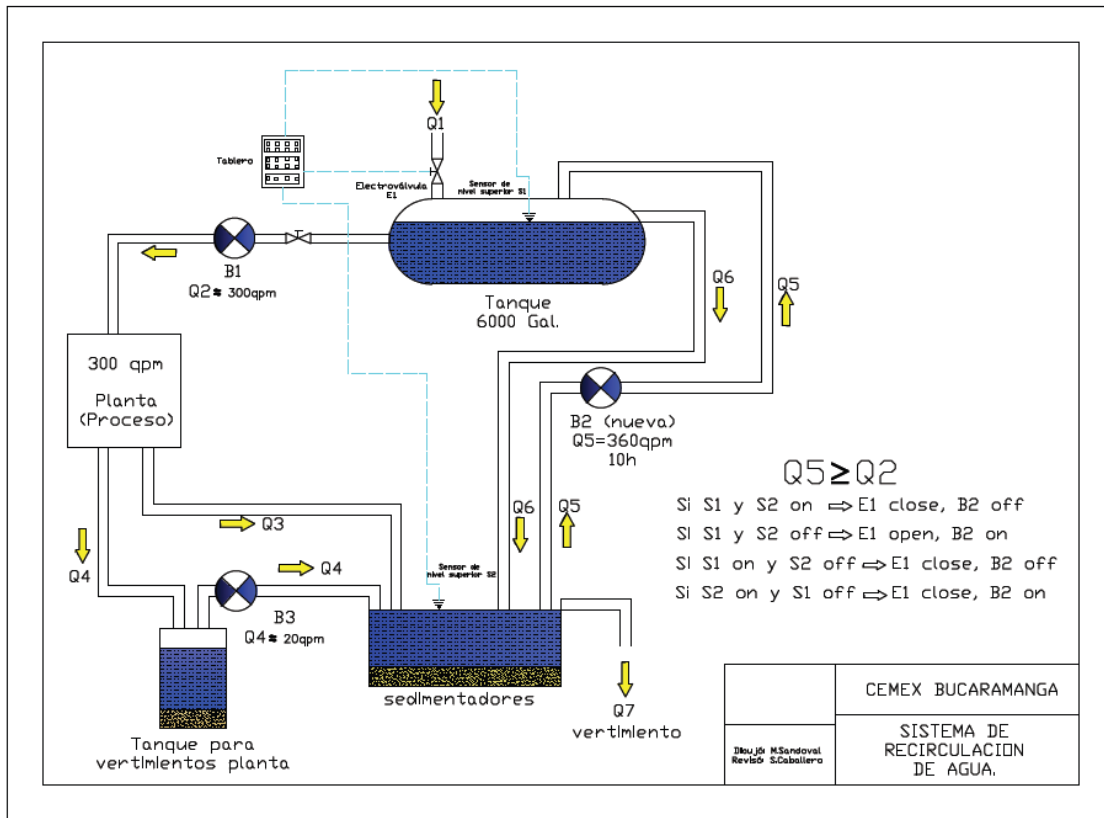 Q1
Tablero
Electroválvula
E1
Sensor de
nivel superior S1
B1
Q2≈ 300qpm
Tanque
6000 Gal.
Q6
Q5
300 qpm
Planta
(Proceso)
B2 (nueva)
Q5=360qpm
10h
Q5≥Q2
Si S1 y S2 on ⇒ E1 close, B2 off
SI S1 y S2 off ⇒ E1 open, B2 on
SI S1 on y S2 off ⇒ E1 close, B2 off
Si S2 on y S1 off ⇒ E1 close, B2 on
Q3
Q6
Q5
Q4
Q4
Sensor de
nivel superior S2
B3
Q4≈ 20qpm
sedimentadores
Q7
vertimiento
Tanque para
vertimientos planta
CEMEX BUCARAMANGA
Dibujó: M.Sandoval
Revisó: S.Caballero
SISTEMA DE
RECIRCULACION
DE AGUA.